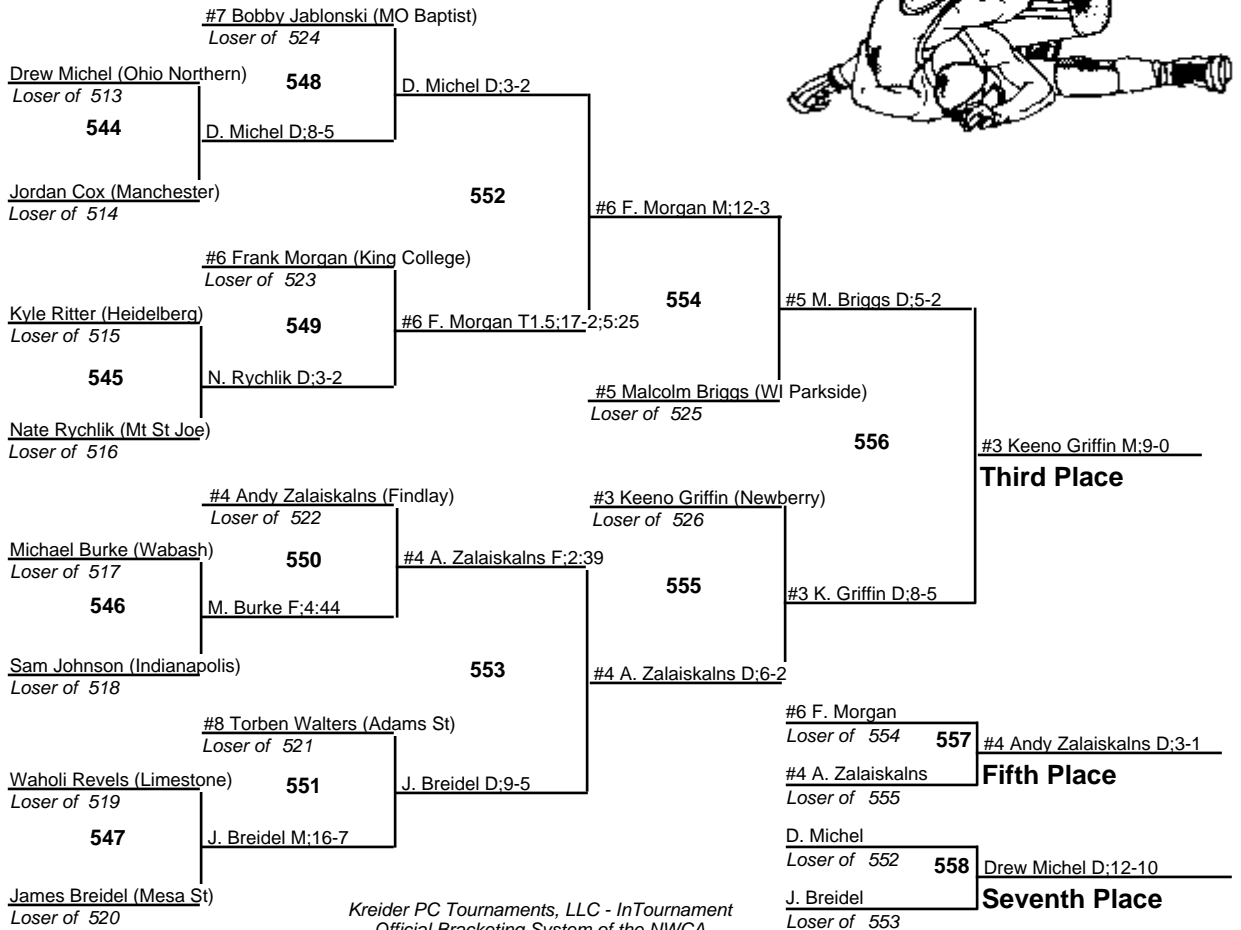 #7 Bobby Jablonski (MO Baptist)
Loser of 524
Drew Michel (Ohio Northern)
Loser of 513
548
D. Michel D;3-2
544
D. Michel D;8-5
Jordan Cox (Manchester)
Loser of 514
552
#6 F. Morgan M;12-3
#6 Frank Morgan (King College)
Loser of 523
Kyle Ritter (Heidelberg)
Loser of 515
549
#6 F. Morgan T1.5;17-2;5:25
554
#5 M. Briggs D;5-2
545
N. Rychlik D;3-2
#5 Malcolm Briggs (WI Parkside)
Loser of 525
Nate Rychlik (Mt St Joe)
Loser of 516
556
#3 Keeno Griffin M;9-0
Third Place
#4 Andy Zalaiskalns (Findlay)
Loser of 522
#3 Keeno Griffin (Newberry)
Loser of 526
Michael Burke (Wabash)
Loser of 517
550
#4 A. Zalaiskalns F;2:39
546
M. Burke F;4:44
555
#3 K. Griffin D;8-5
Sam Johnson (Indianapolis)
Loser of 518
553
#4 A. Zalaiskalns D;6-2
#8 Torben Walters (Adams St)
Loser of 521
#6 F. Morgan
Loser of 554
557
#4 Andy Zalaiskalns D;3-1
Fifth Place
#4 A. Zalaiskalns
Loser of 555
Waholi Revels (Limestone)
Loser of 519
551
J. Breidel D;9-5
547
J. Breidel M;16-7
D. Michel
Loser of 552
558
Drew Michel D;12-10
Seventh Place
J. Breidel
Loser of 553
James Breidel (Mesa St)
Loser of 520
Kreider PC Tournaments, LLC - InTournament
Official Bracketing System of the NWCA